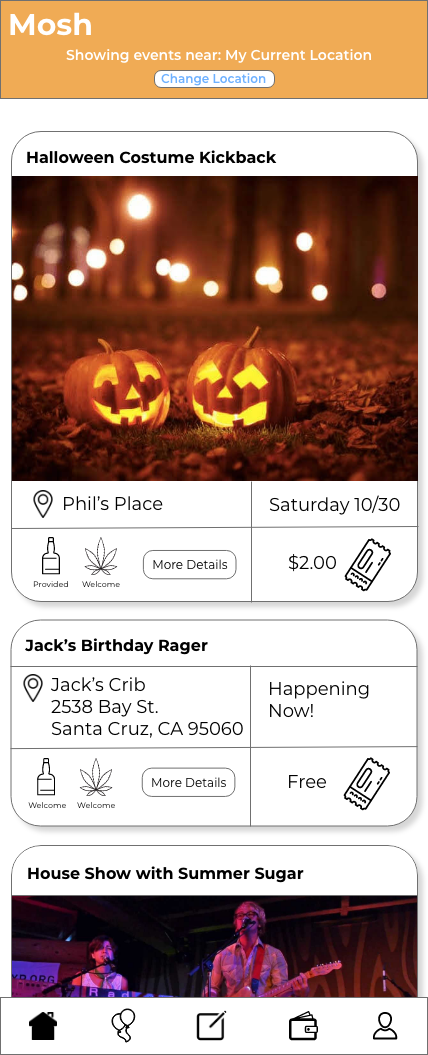 Mosh
Showing events near: My Current Location
Change Location
Halloween Costume Kickback
Phil's Place
Saturday 10/30
Provided
Welcome
More Details
$2.00
Jack's Birthday Rager
Jack's Crib
2538 Bay St.
Santa Cruz, CA 95060
Happening
Now!
Welcome
Welcome
More Details
Free
House Show with Summer Sugar
XP.ORG